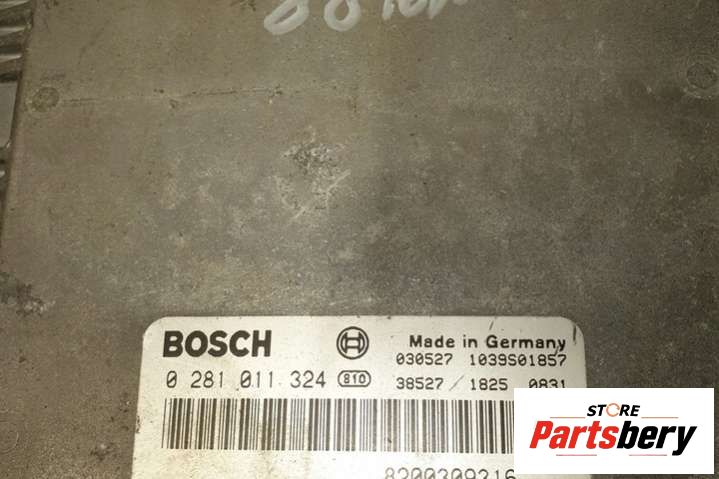 BOSCH
Made in Germany
030527 1039S01857
0 281 011 324 810
38527 / 1825 0831
STORE
Partsbery